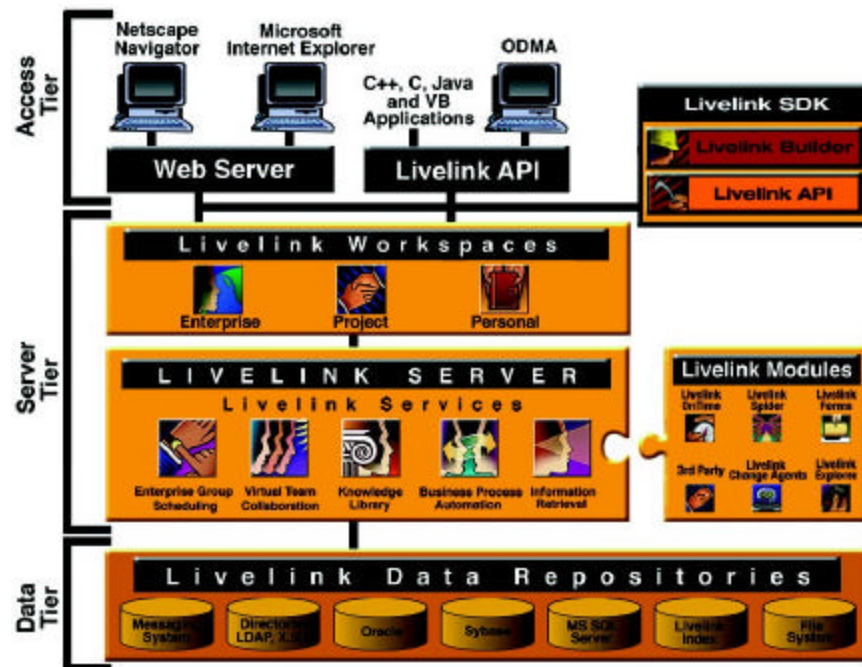 Access
Tier
Netscape
Navigator
Microsoft
Internet Explorer
C++, C, Java
and VB
Applications
ODMA
Web Server
Livelink API
Livelink SDK
Livelink Builder
Livelink API
Server
Tier
Livelink Workspaces
Enterprise
Project
Personal
LIVELINK SERVER
Livelink Services
Enterprise Group
Scheduling
Virtual Team
Collaboration
Knowledge
Library
Business Process
Automation
Information
Retrieval
Livelink Modules
Livelink
OnTime
Livelink
Spider
Livelink
Forms
3rd Party
Livelink
Change Agents
Livelink
Explorer
Data
Tier
Livelink Data Repositories
Messaging
System
LDAP,
Oracle
Sybase
MS SQL
Server
Livelink
Index
File
System